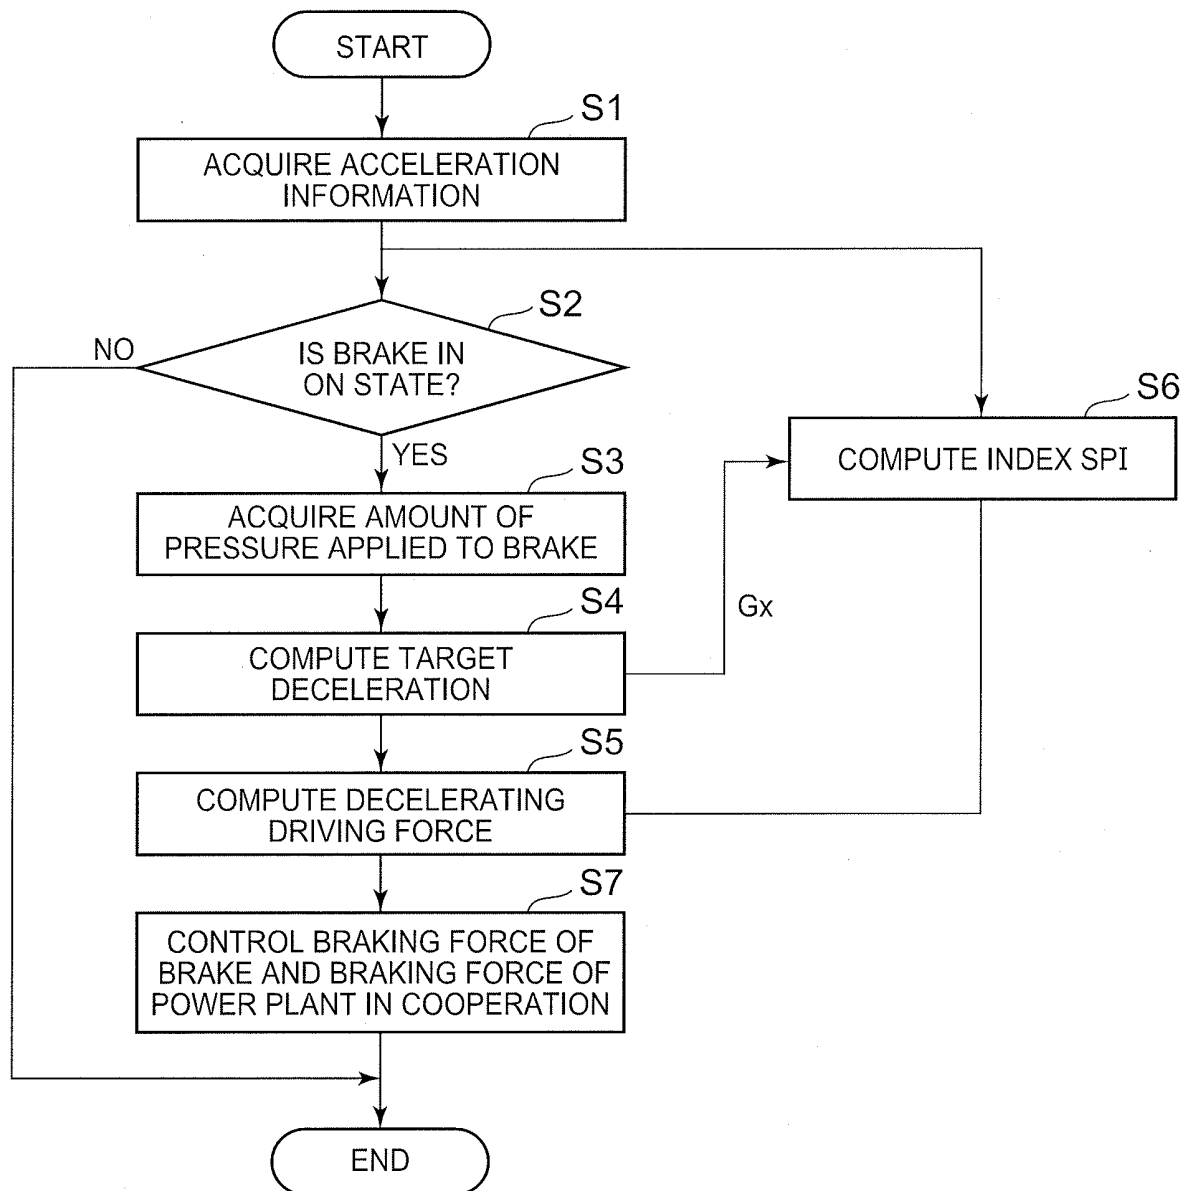 START
S1
ACQUIRE ACCELERATION
INFORMATION
S2
NO
IS BRAKE IN
ON STATE?
YES
S6
COMPUTE INDEX SPI
S3
ACQUIRE AMOUNT OF
PRESSURE APPLIED TO BRAKE
S4
Gx
COMPUTE TARGET
DECELERATION
S5
COMPUTE DECELERATING
DRIVING FORCE
S7
CONTROL BRAKING FORCE OF
BRAKE AND BRAKING FORCE OF
POWER PLANT IN COOPERATION
END